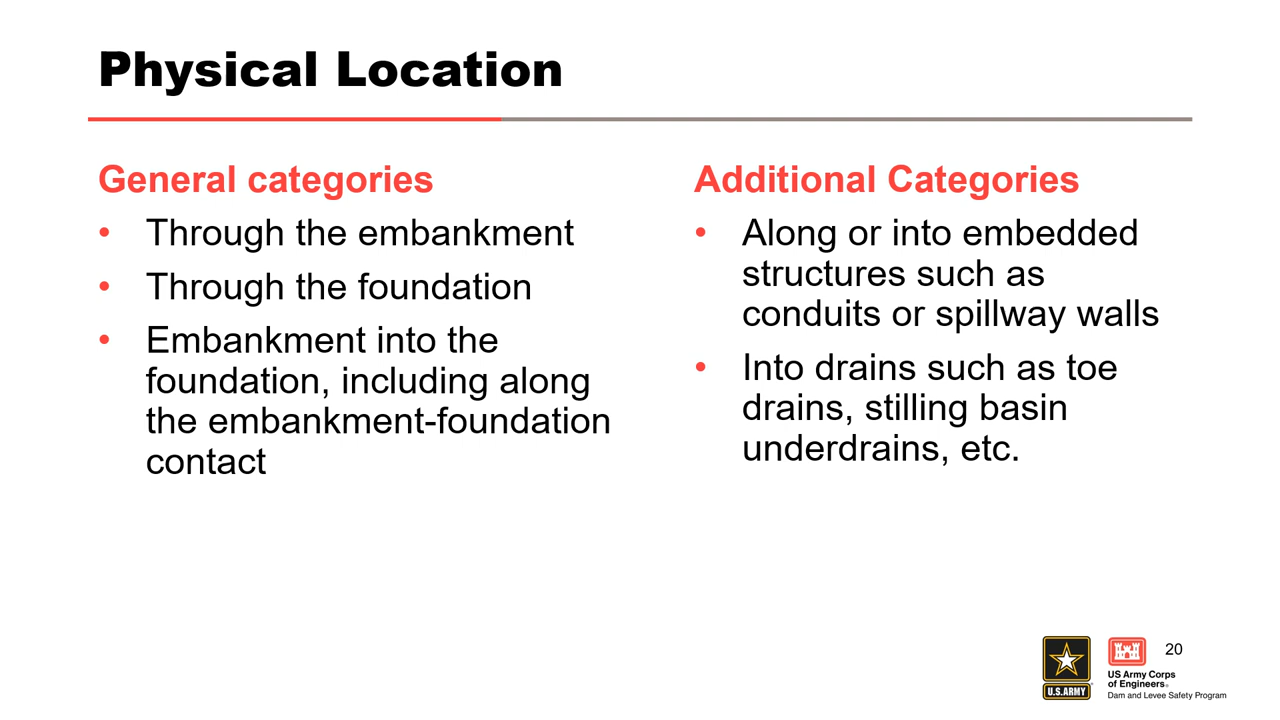 Physical Location
General categories
• Through the embankment
• Through the foundation
• Embankment into the
foundation, including along
the embankment-foundation
contact
Additional Categories
• Along or into embedded
structures such as
conduits or spillway walls
• Into drains such as toe
drains, stilling basin
underdrains, etc.
U.S.ARMY
US Army Corps
of Engineers®
Dam and Levee Safety Program
20